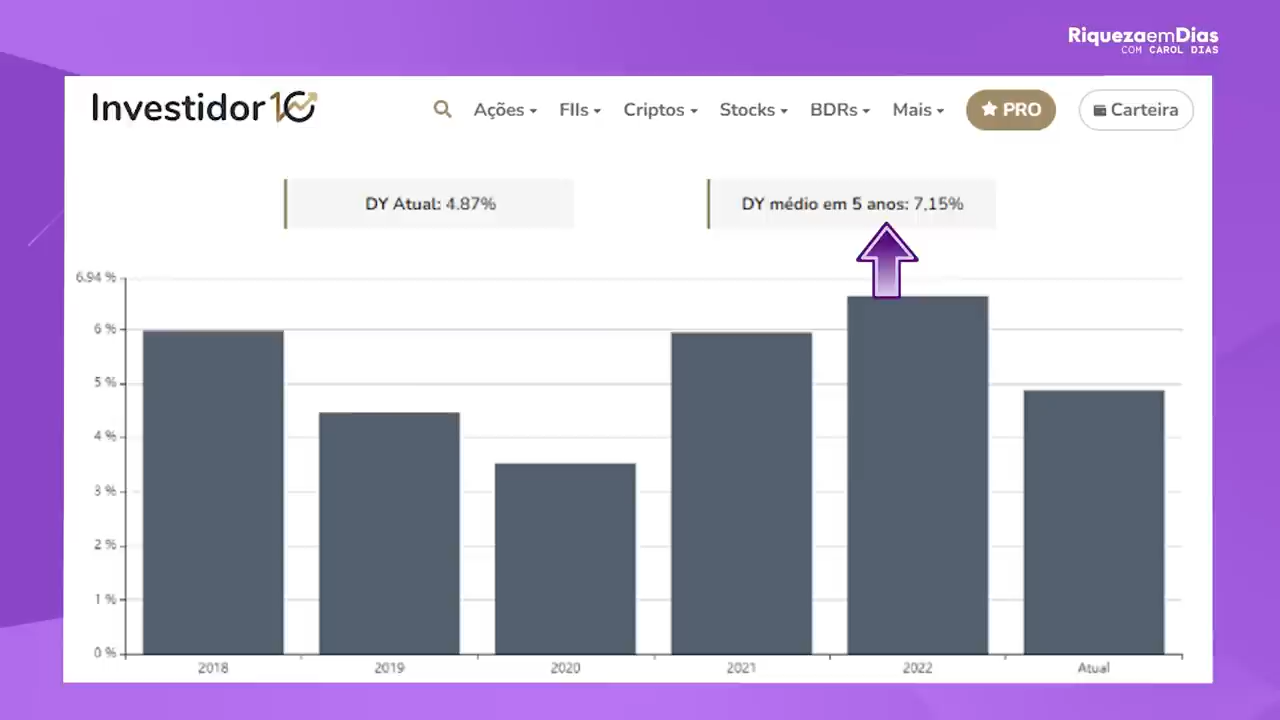 RiquezaemDias
COM CAROL DIAS
Investidor 10
Ações
FIIs
Criptos
Stocks
BDRs
Mais
PRO
Carteira
DY Atual: 4.87%
DY médio em 5 anos: 7,15%
6.94 %
6 %
5 %
4 %
3 %
2 %
1 %
0 %
2018
2019
2020
2021
2022
Atual